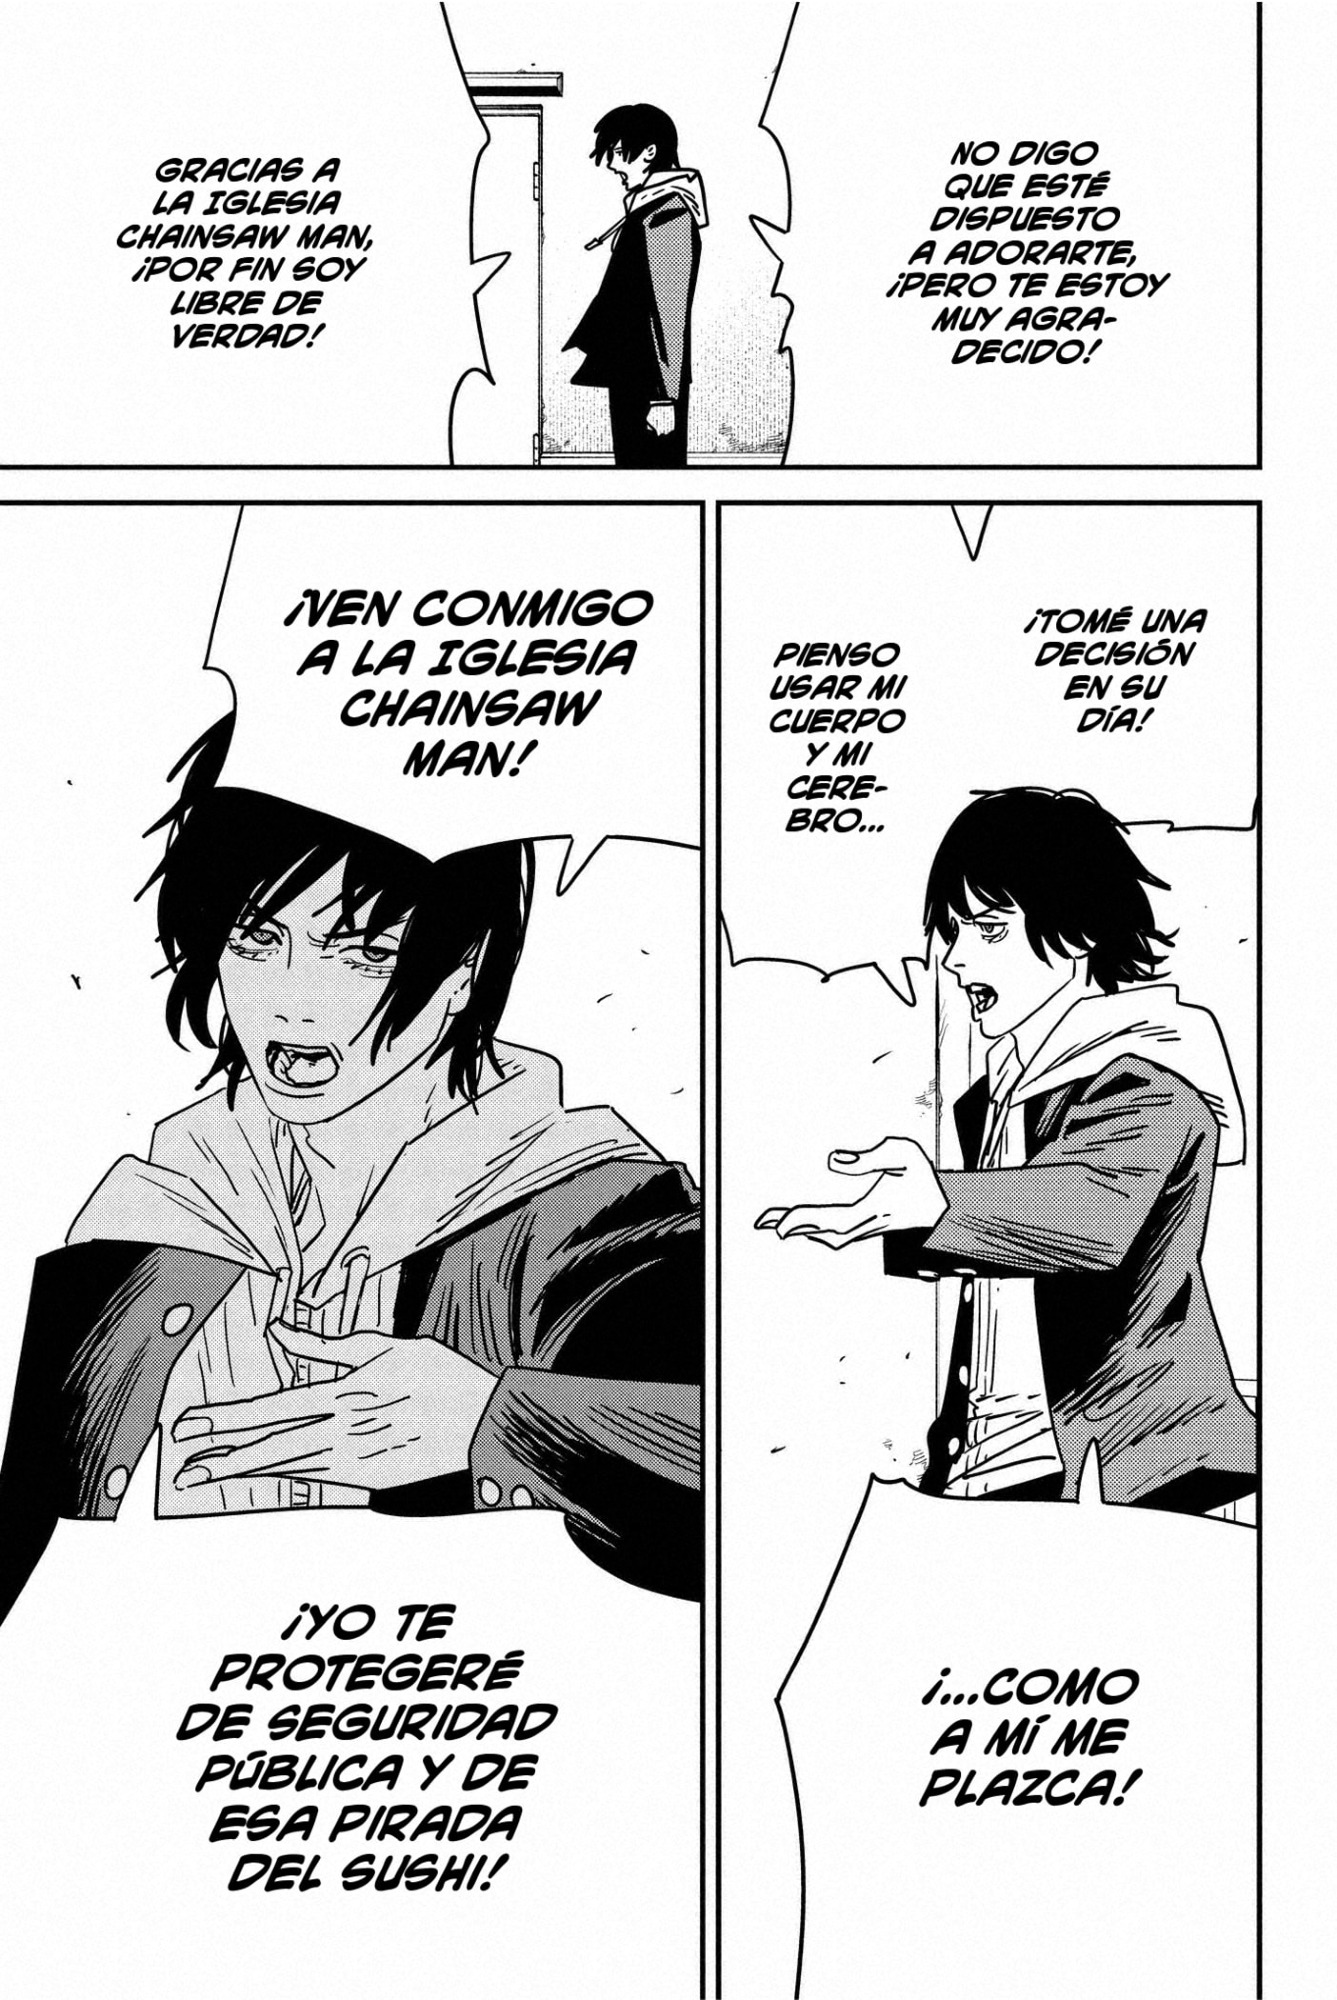 NO DIGO
QUE ESTÉ
DISPUESTO
A ADORARTE,
¡PERO TE ESTOY
MUY AGRA-
DECIDO!
GRACIAS A
LA IGLESIA
CHAINSAW MAN,
¡POR FIN SOY
LIBRE DE
VERDAD!
¡TOMÉ UNA
DECISIÓN
EN SU
DÍA!
PIENSO
USAR MI
CUERPO
Y MI
CERE-
BRO...
¡...COMO
A MÍ ME
PLAZCA!
¡VEN CONMIGO
A LA IGLESIA
CHAINSAW
MAN!
¡YO TE
PROTEGERÉ
DE SEGURIDAD
PÚBLICA Y DE
ESA PIRADA
DEL SUSHI!